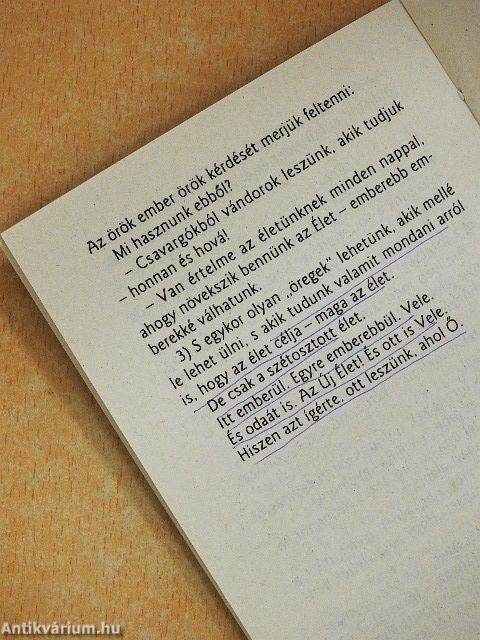 Az örök ember örök kérdését merjük feltenni:
Mi hasznunk ebből?
– Csavargókból vándorok leszünk, akik tudjuk
– honnan és hová!
– Van értelme az életünknek minden nappal,
ahogy növekszik bennünk az Élet – emberebb em-
berekké válhatunk.
3) S egykor olyan „öregek” lehetünk, akik mellé
le lehet ülni, s akik tudunk valamit mondani arról
is, hogy az élet célja – maga az élet.
De csak a szétosztott élet.
Itt emberül. Egyre emberebbül. Vele.
És odaát is. Az Új Élet! És ott is Vele.
Hiszen azt ígérte, ott leszünk, ahol Ő.
Antikvárium.hu